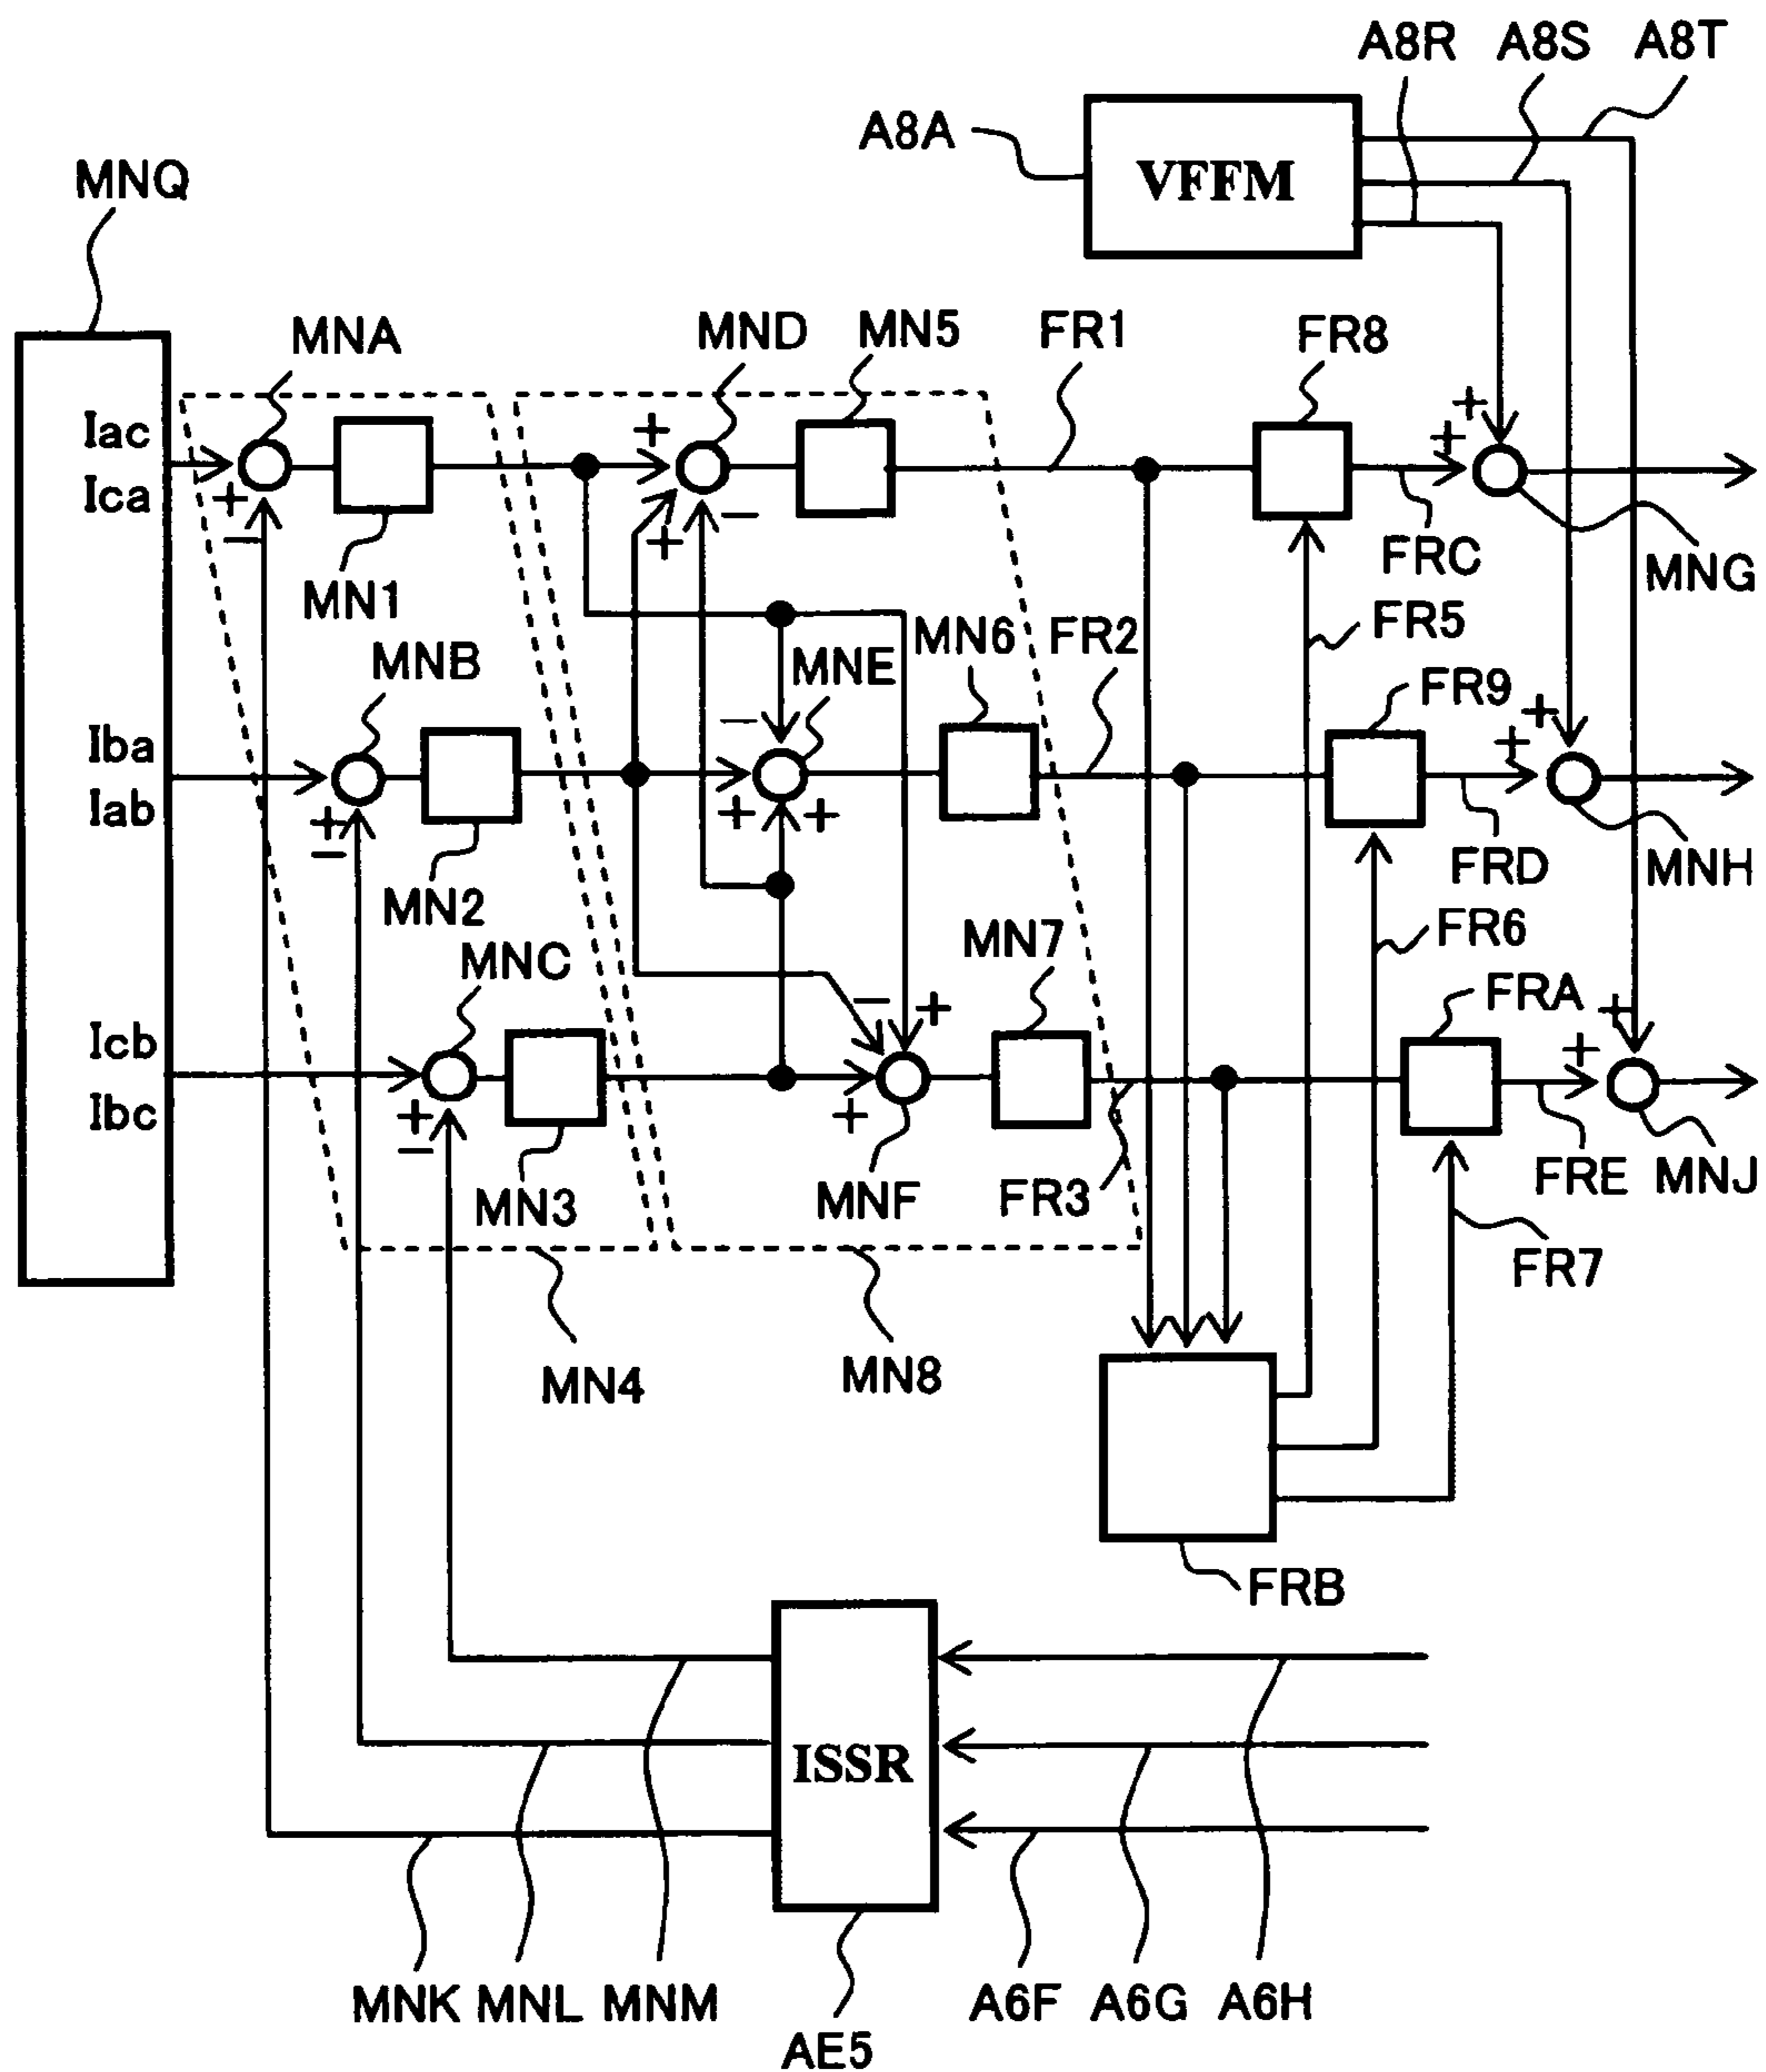 A8R A8S A8T
A8A
VFFM
MNQ
MNA MND MN5 FR1 FR8
Iac
Ica
+
−
+
+
−
+
+
MN1
FRC
MNG
FR5
MNB
MNE
MN6
FR2
FR9
Iba
Iab
−
+
+
+
−
+
+
MN2
FRD
MNH
FR6
MNC
MN7
FRA
Icb
Ibc
−
+
+
+
+
−
+
MN3
MNF
FR3
FRE
MNJ
FR7
MN4
MN8
FRB
ISSR
MNK MNL MNM
A6F A6G A6H
AE5